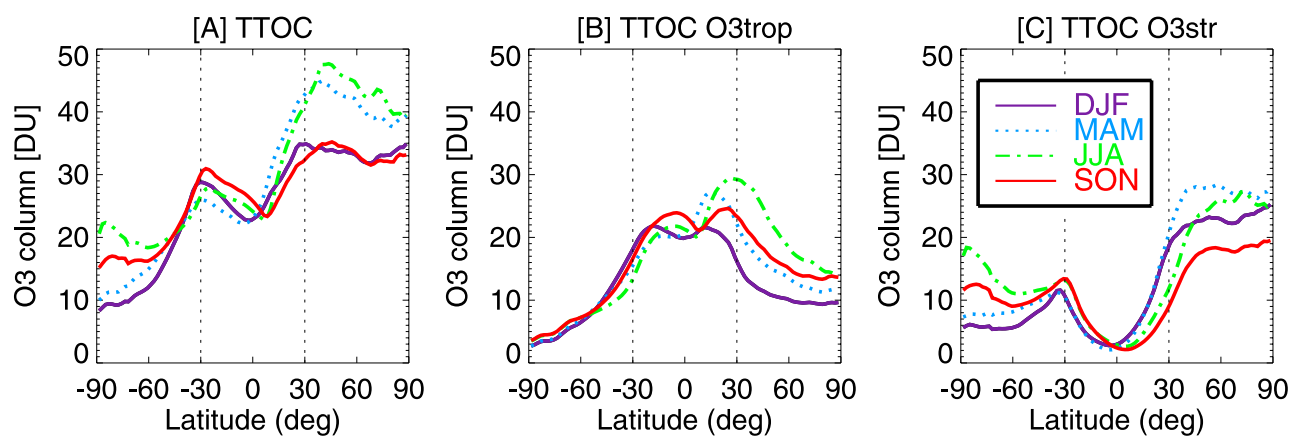 [A] TTOC
[B] TTOC O3trop
[C] TTOC O3str
O3 column [DU]
50
40
30
20
10
0
-90 -60 -30 0 30 60 90
Latitude (deg)
O3 column [DU]
50
40
30
20
10
0
-90 -60 -30 0 30 60 90
Latitude (deg)
O3 column [DU]
50
40
30
20
10
0
DJF
MAM
JJA
SON
-90 -60 -30 0 30 60 90
Latitude (deg)